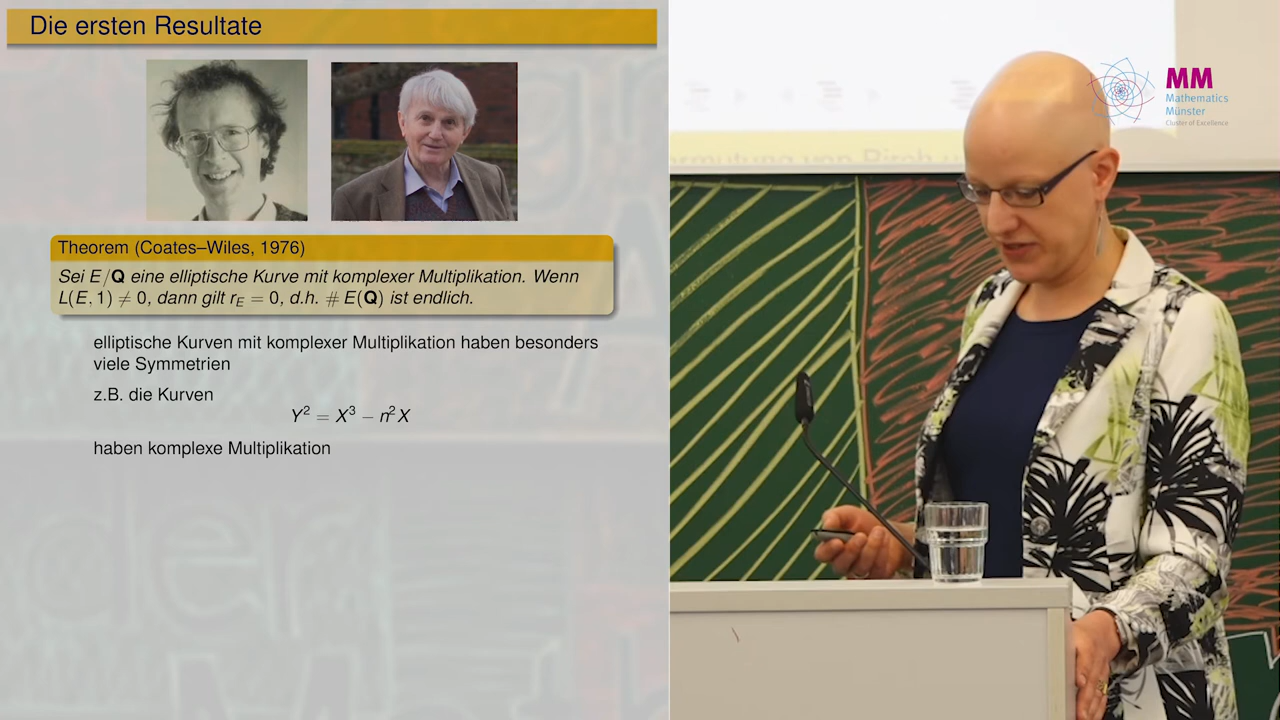 Die ersten Resultate
Theorem (Coates–Wiles, 1976)
Sei E/Q eine elliptische Kurve mit komplexer Multiplikation. Wenn
L(E, 1) ≠ 0, dann gilt r_E = 0, d.h. # E(Q) ist endlich.
elliptische Kurven mit komplexer Multiplikation haben besonders
viele Symmetrien
z.B. die Kurven
Y² = X³ − n²X
haben komplexe Multiplikation
MM
Mathematics
Münster
Cluster of Excellence
von Birch